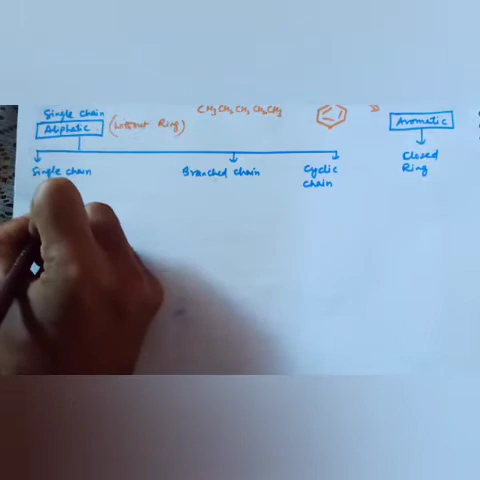 Single Chain
Aliphatic (Without Ring)
CH3 CH2 CH2 CH2 CH3
Aromatic
Closed
Ring
Single chain
Branched chain
Cyclic
chain